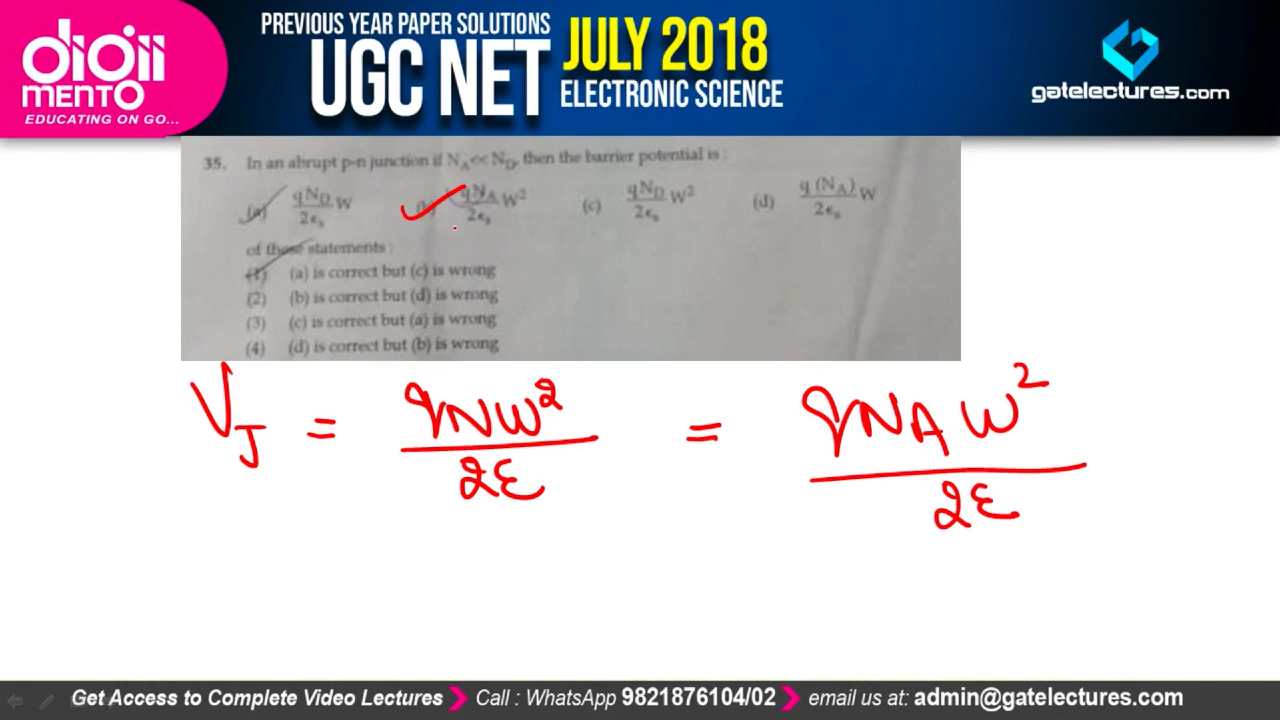 digii
mento
EDUCATING ON GO...
PREVIOUS YEAR PAPER SOLUTIONS
UGC NET
JULY 2018
ELECTRONIC SCIENCE
gatelectures.com
35. In an abrupt p-n junction if N_A << N_D, then the barrier potential is :
(a) qN_D/2ε_s W (b) qN_A/2ε_s W² (c) qN_D/2ε_s W² (d) q(N_A)/2ε_s W
of these statements :
(1) (a) is correct but (c) is wrong
(2) (b) is correct but (d) is wrong
(3) (c) is correct but (a) is wrong
(4) (d) is correct but (b) is wrong
V_J = qNW²/2ε = qN_AW²/2ε
Get Access to Complete Video Lectures Call : WhatsApp 9821876104/02 email us at: admin@gatelectures.com